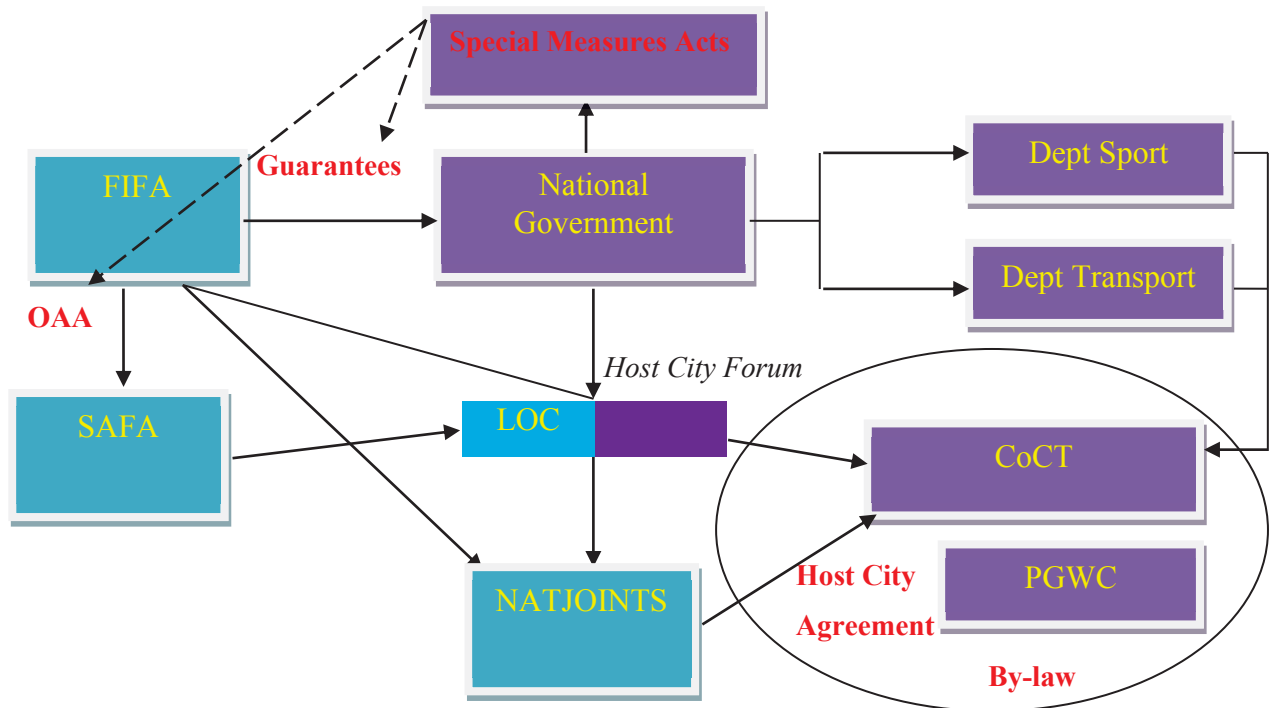 Special Measures Acts
Guarantees
FIFA
National
Government
Dept Sport
Dept Transport
OAA
Host City Forum
SAFA
LOC
CoCT
NATJOINTS
Host City
Agreement
PGWC
By-law